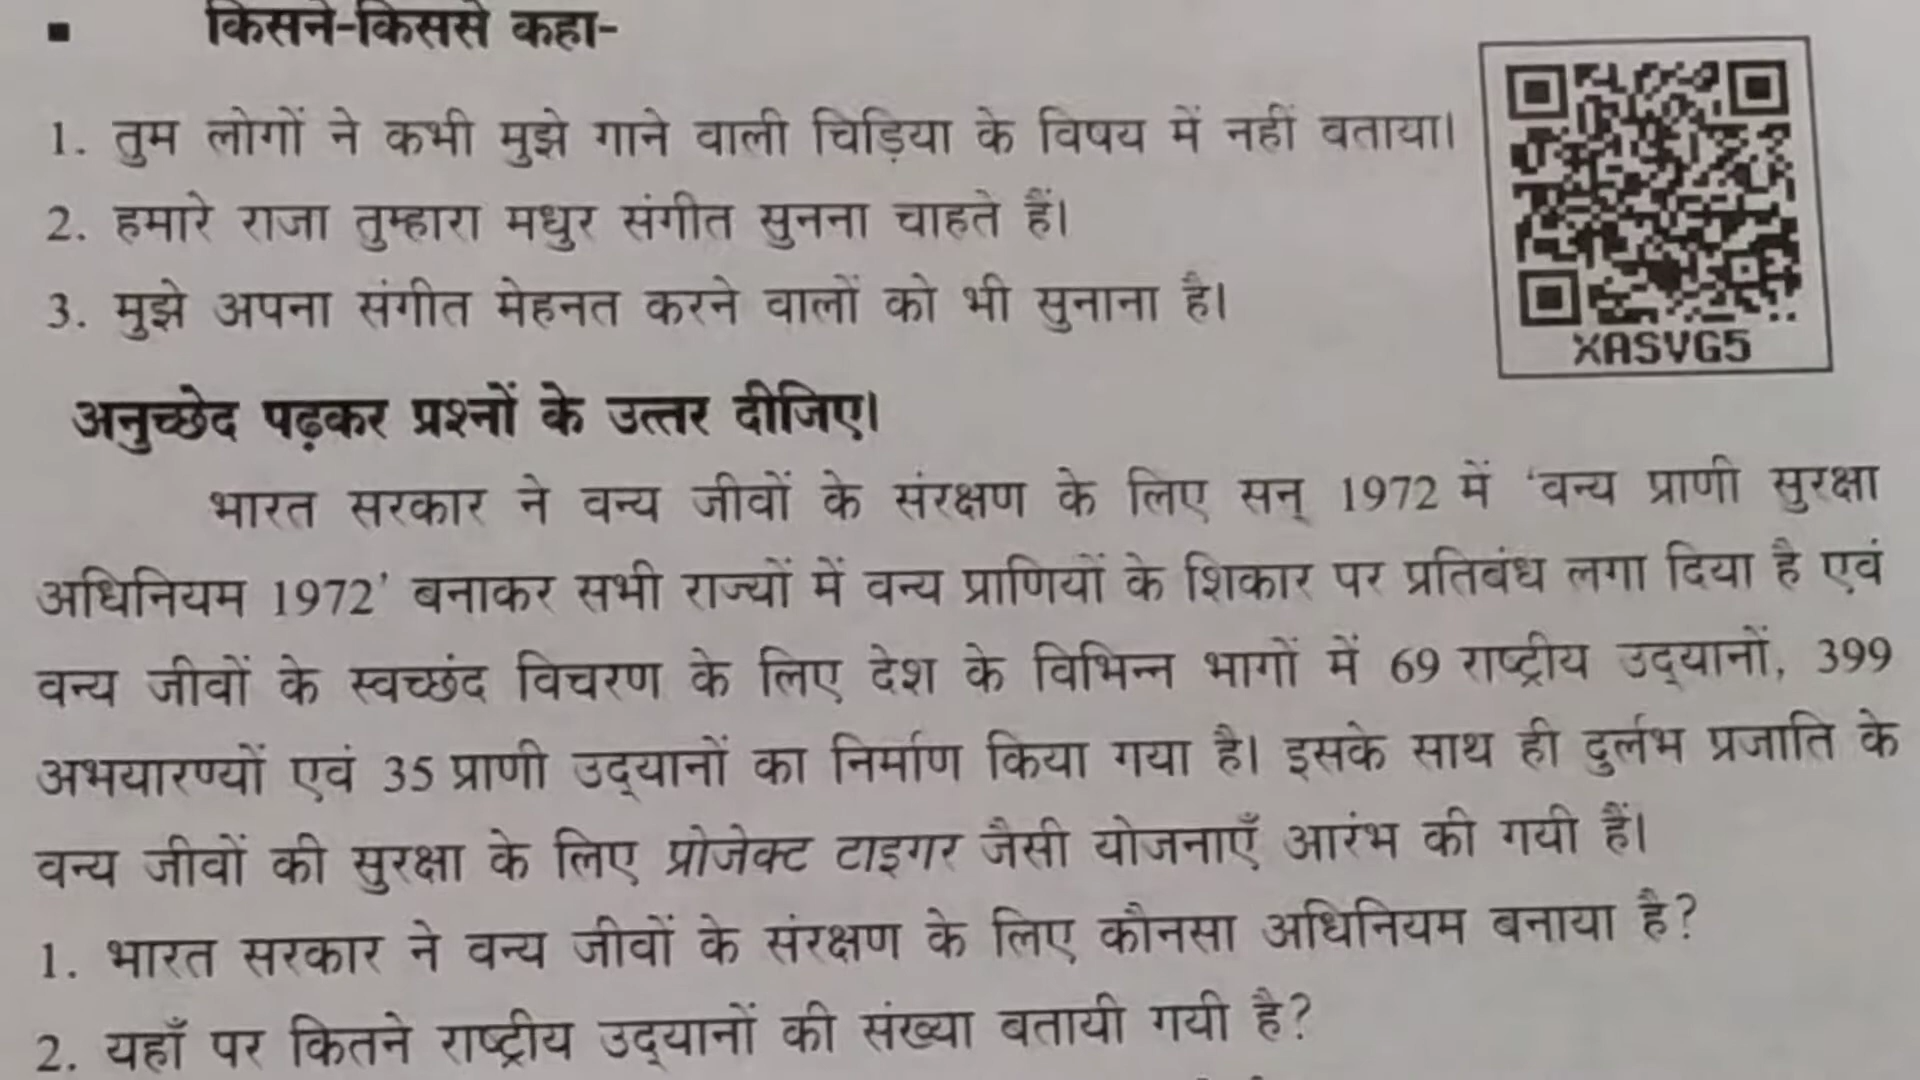 ▪ किसने-किससे कहा-
1. तुम लोगों ने कभी मुझे गाने वाली चिड़िया के विषय में नहीं बताया।
2. हमारे राजा तुम्हारा मधुर संगीत सुनना चाहते हैं।
3. मुझे अपना संगीत मेहनत करने वालों को भी सुनाना है।
XASVG5
अनुच्छेद पढ़कर प्रश्नों के उत्तर दीजिए।
भारत सरकार ने वन्य जीवों के संरक्षण के लिए सन् 1972 में ‘वन्य प्राणी सुरक्षा
अधिनियम 1972’ बनाकर सभी राज्यों में वन्य प्राणियों के शिकार पर प्रतिबंध लगा दिया है एवं
वन्य जीवों के स्वच्छंद विचरण के लिए देश के विभिन्न भागों में 69 राष्ट्रीय उद्‌यानों, 399
अभयारण्यों एवं 35 प्राणी उद्‌यानों का निर्माण किया गया है। इसके साथ ही दुर्लभ प्रजाति के
वन्य जीवों की सुरक्षा के लिए प्रोजेक्ट टाइगर जैसी योजनाएँ आरंभ की गयी हैं।
1. भारत सरकार ने वन्य जीवों के संरक्षण के लिए कौनसा अधिनियम बनाया है?
2. यहाँ पर कितने राष्ट्रीय उद्‌यानों की संख्या बतायी गयी है?